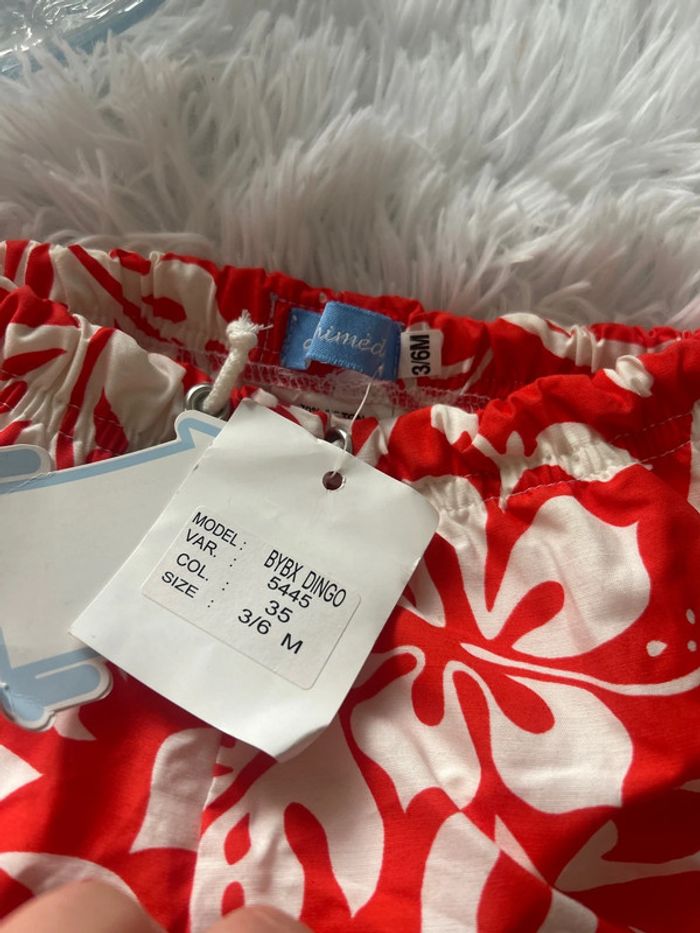 3/6M
MODEL : BYBX DINGO
VAR. : 5445
COL. : 35
SIZE : 3/6 M